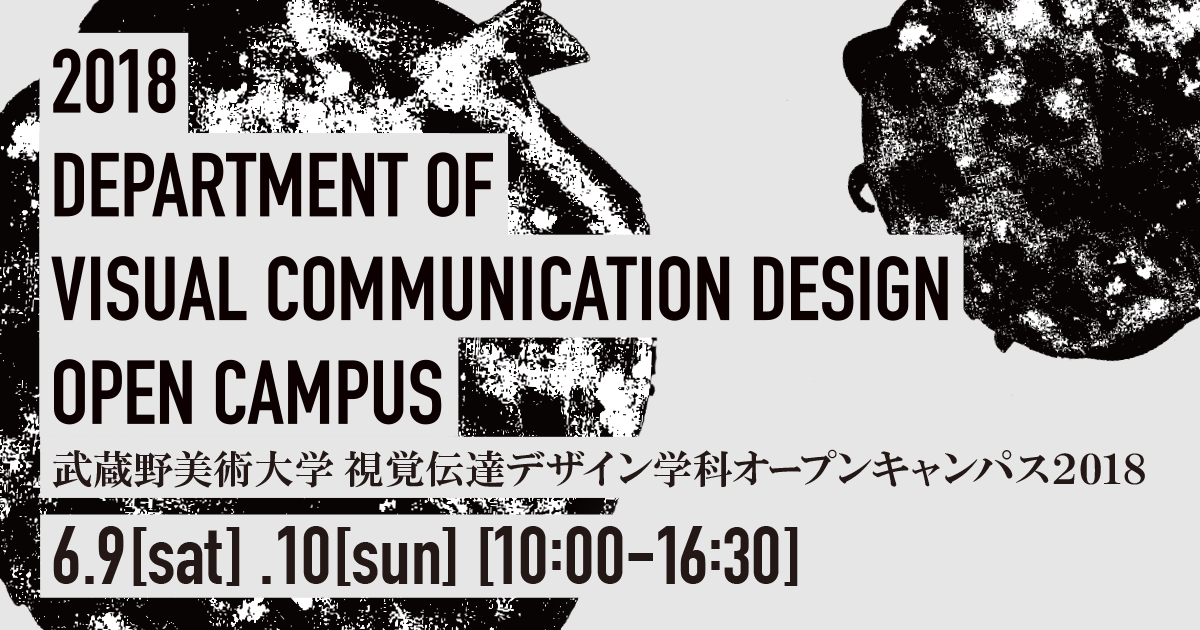 2018
DEPARTMENT OF
VISUAL COMMUNICATION DESIGN
OPEN CAMPUS
武蔵野美術大学 視覚伝達デザイン学科オープンキャンパス2018
6.9[sat] .10[sun] [10:00-16:30]